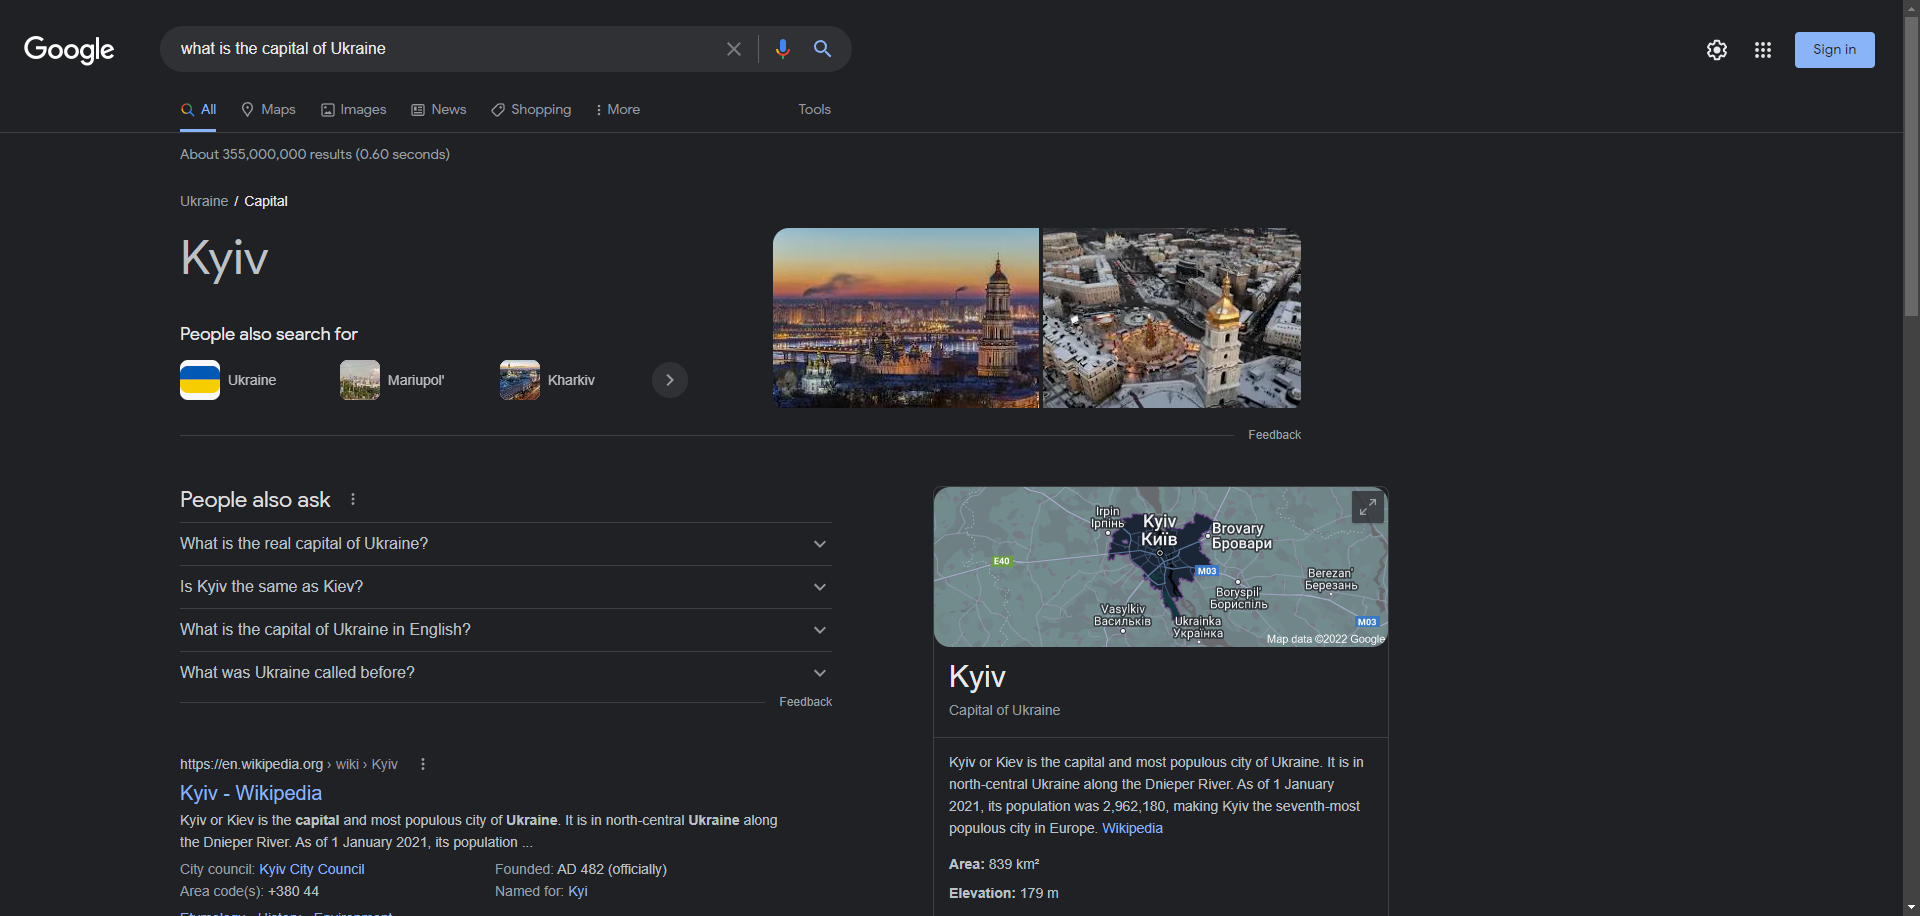 Google
what is the capital of Ukraine
Sign in
All
Maps
Images
News
Shopping
More
Tools
About 355,000,000 results (0.60 seconds)
Ukraine / Capital
Kyiv
People also search for
Ukraine
Mariupol'
Kharkiv
Feedback
People also ask
What is the real capital of Ukraine?
Is Kyiv the same as Kiev?
What is the capital of Ukraine in English?
What was Ukraine called before?
Feedback
https://en.wikipedia.org › wiki › Kyiv
Kyiv - Wikipedia
Kyiv or Kiev is the capital and most populous city of Ukraine. It is in north-central Ukraine along
the Dnieper River. As of 1 January 2021, its population ...
City council: Kyiv City Council
Founded: AD 482 (officially)
Area code(s): +380 44
Named for: Kyi
Etymology · History · Environment
Irpin
Ірпінь
Kyiv
Київ
Brovary
Бровари
E40
M03
Berezan'
Березань
Boryspil'
Бориспіль
Vasylkiv
Васильків
Ukrainka
Українка
M03
Map data ©2022 Google
Kyiv
Capital of Ukraine
Kyiv or Kiev is the capital and most populous city of Ukraine. It is in
north-central Ukraine along the Dnieper River. As of 1 January
2021, its population was 2,962,180, making Kyiv the seventh-most
populous city in Europe. Wikipedia
Area: 839 km²
Elevation: 179 m